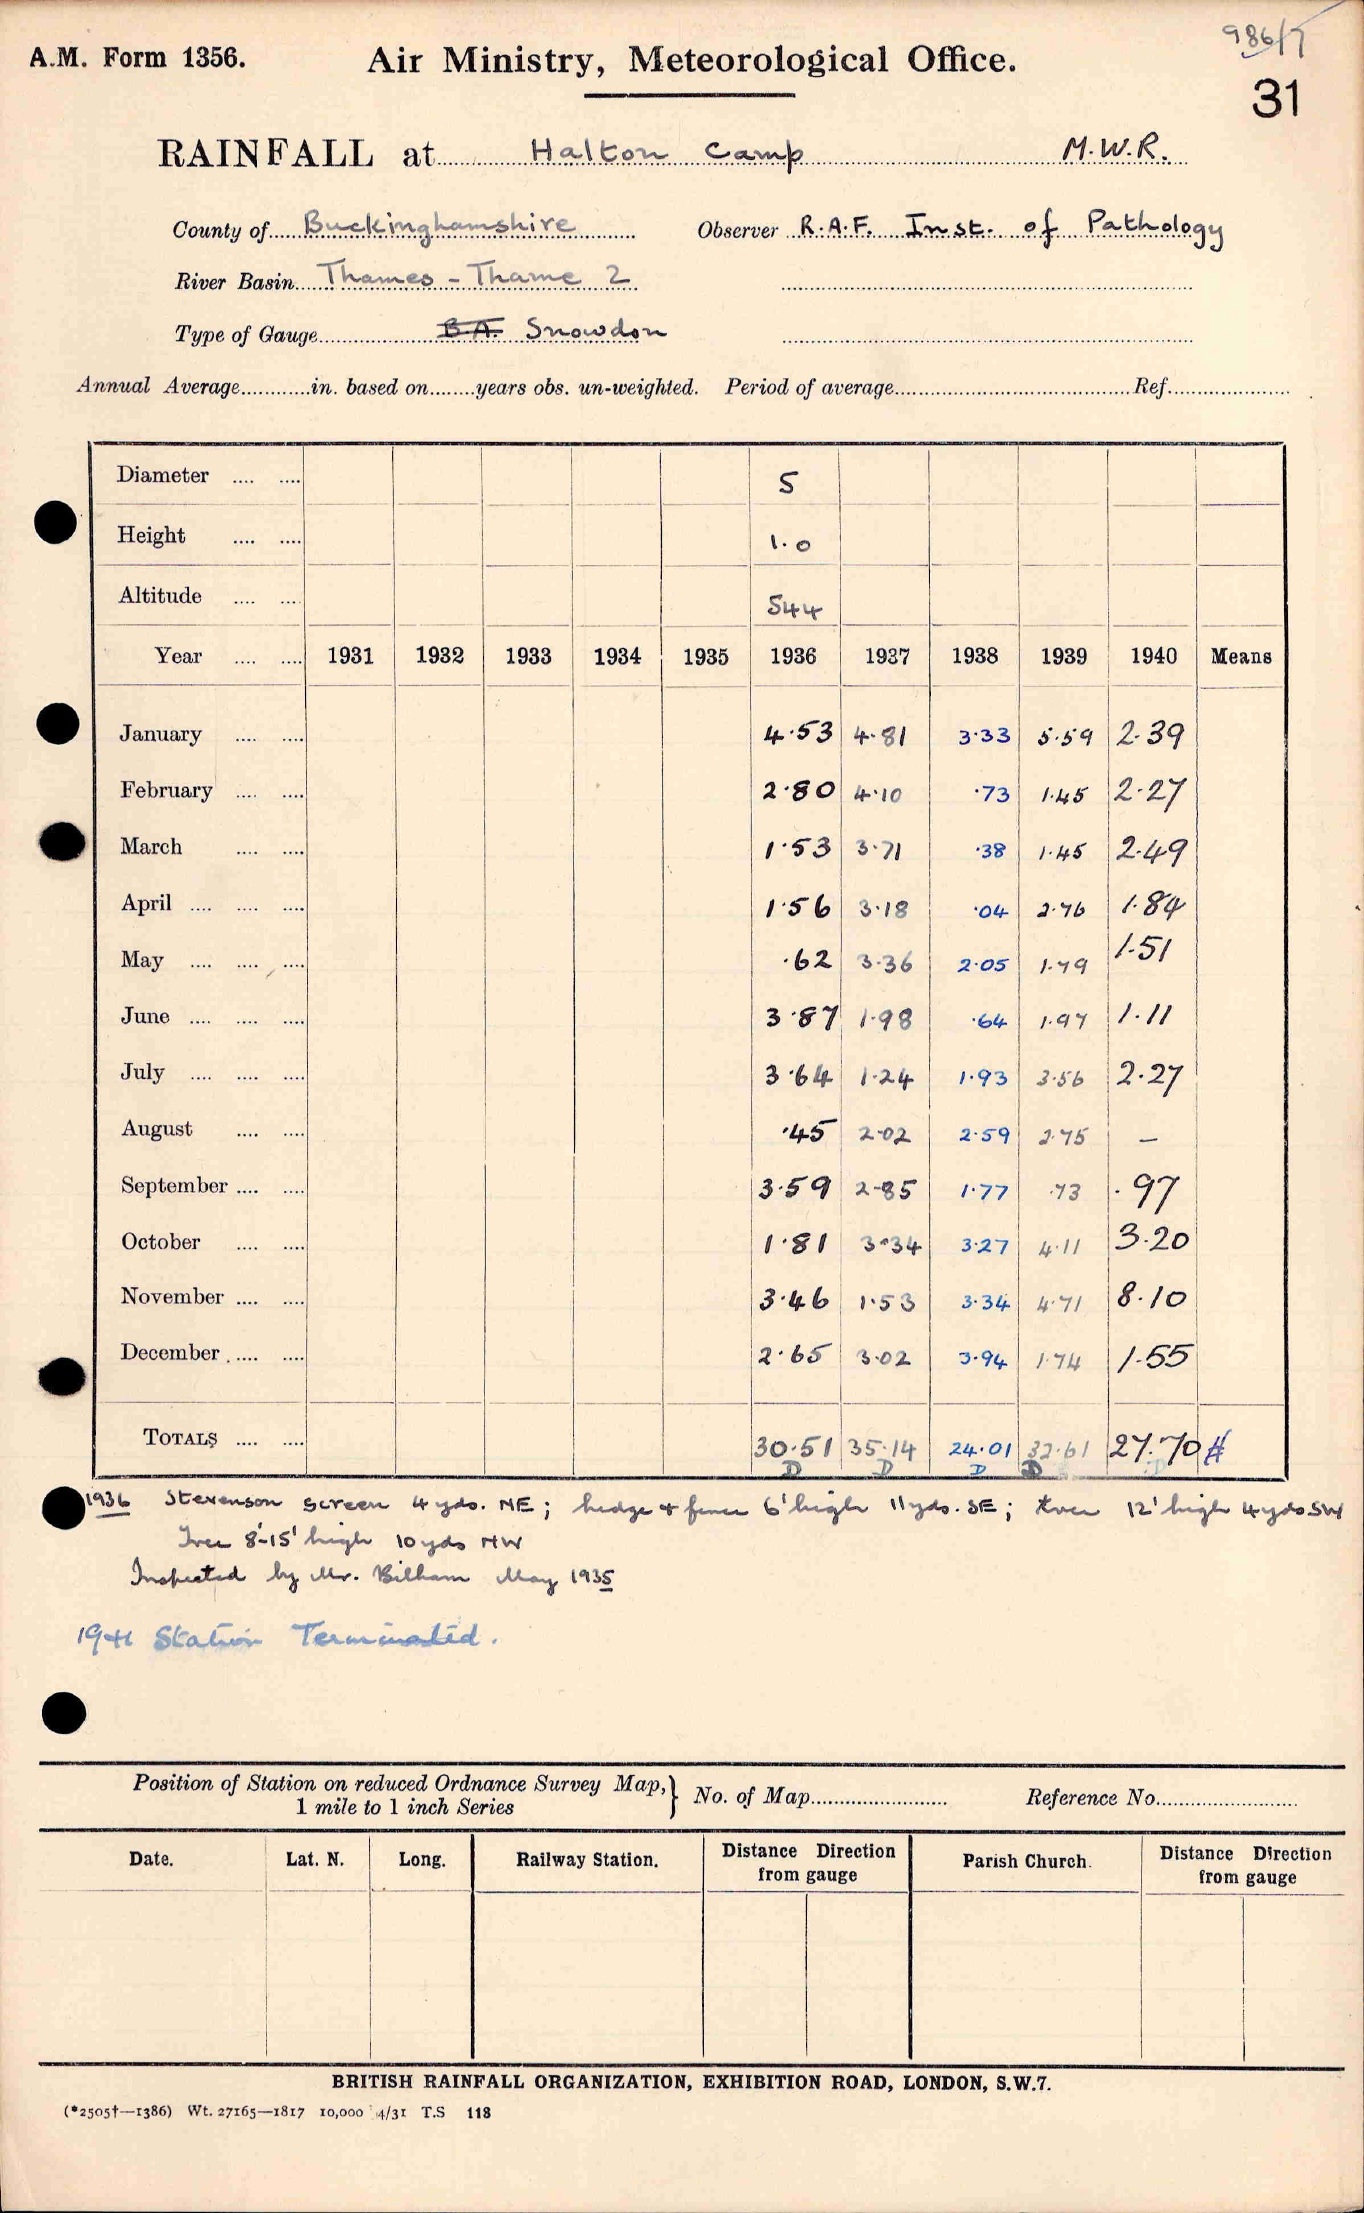 986/7
A.M. Form 1356. Air Ministry, Meteorological Office.
31
RAINFALL at Halton Camp M.W.R.
County of Buckinghamshire Observer R.A.F. Inst. of Pathology
River Basin Thames - Thame 2
Type of Gauge B.A. Snowdon
Annual Average in. based on years obs. un-weighted. Period of average Ref.
Diameter 5
Height 1.0
Altitude 544
Year 1931 1932 1933 1934 1935 1936 1937 1938 1939 1940 Means
January 4.53 4.81 3.33 5.59 2.39
February 2.80 4.10 .73 1.45 2.27
March 1.53 3.71 .38 1.45 2.49
April 1.56 3.18 .04 2.76 1.84
May .62 3.36 2.05 1.79 1.51
June 3.87 1.98 .64 1.97 1.11
July 3.64 1.24 1.93 3.56 2.27
August .45 2.02 2.59 2.75 —
September 3.59 2.85 1.77 .73 .97
October 1.81 3.34 3.27 4.11 3.20
November 3.46 1.53 3.34 4.71 8.10
December 2.65 3.02 3.94 1.74 1.55
TOTALS 30.51 35.14 24.01 32.61 27.70 #
D D D D D
1936 Stevenson screen 4 yds. NE; hedge + fence 6' high 11 yds. SE; tree 12' high 4 yds SW
Tree 8'-15' high 10 yds NW
Inspected by Mr. Bilham May 1935
1941 Station Terminated.
Position of Station on reduced Ordnance Survey Map, } No. of Map Reference No.
1 mile to 1 inch Series
Date. Lat. N. Long. Railway Station. Distance Direction from gauge Parish Church. Distance Direction from gauge
BRITISH RAINFALL ORGANIZATION, EXHIBITION ROAD, LONDON, S.W.7.
(*2505†—1386) Wt. 27165—1817 10,000 4/31 T.S 118